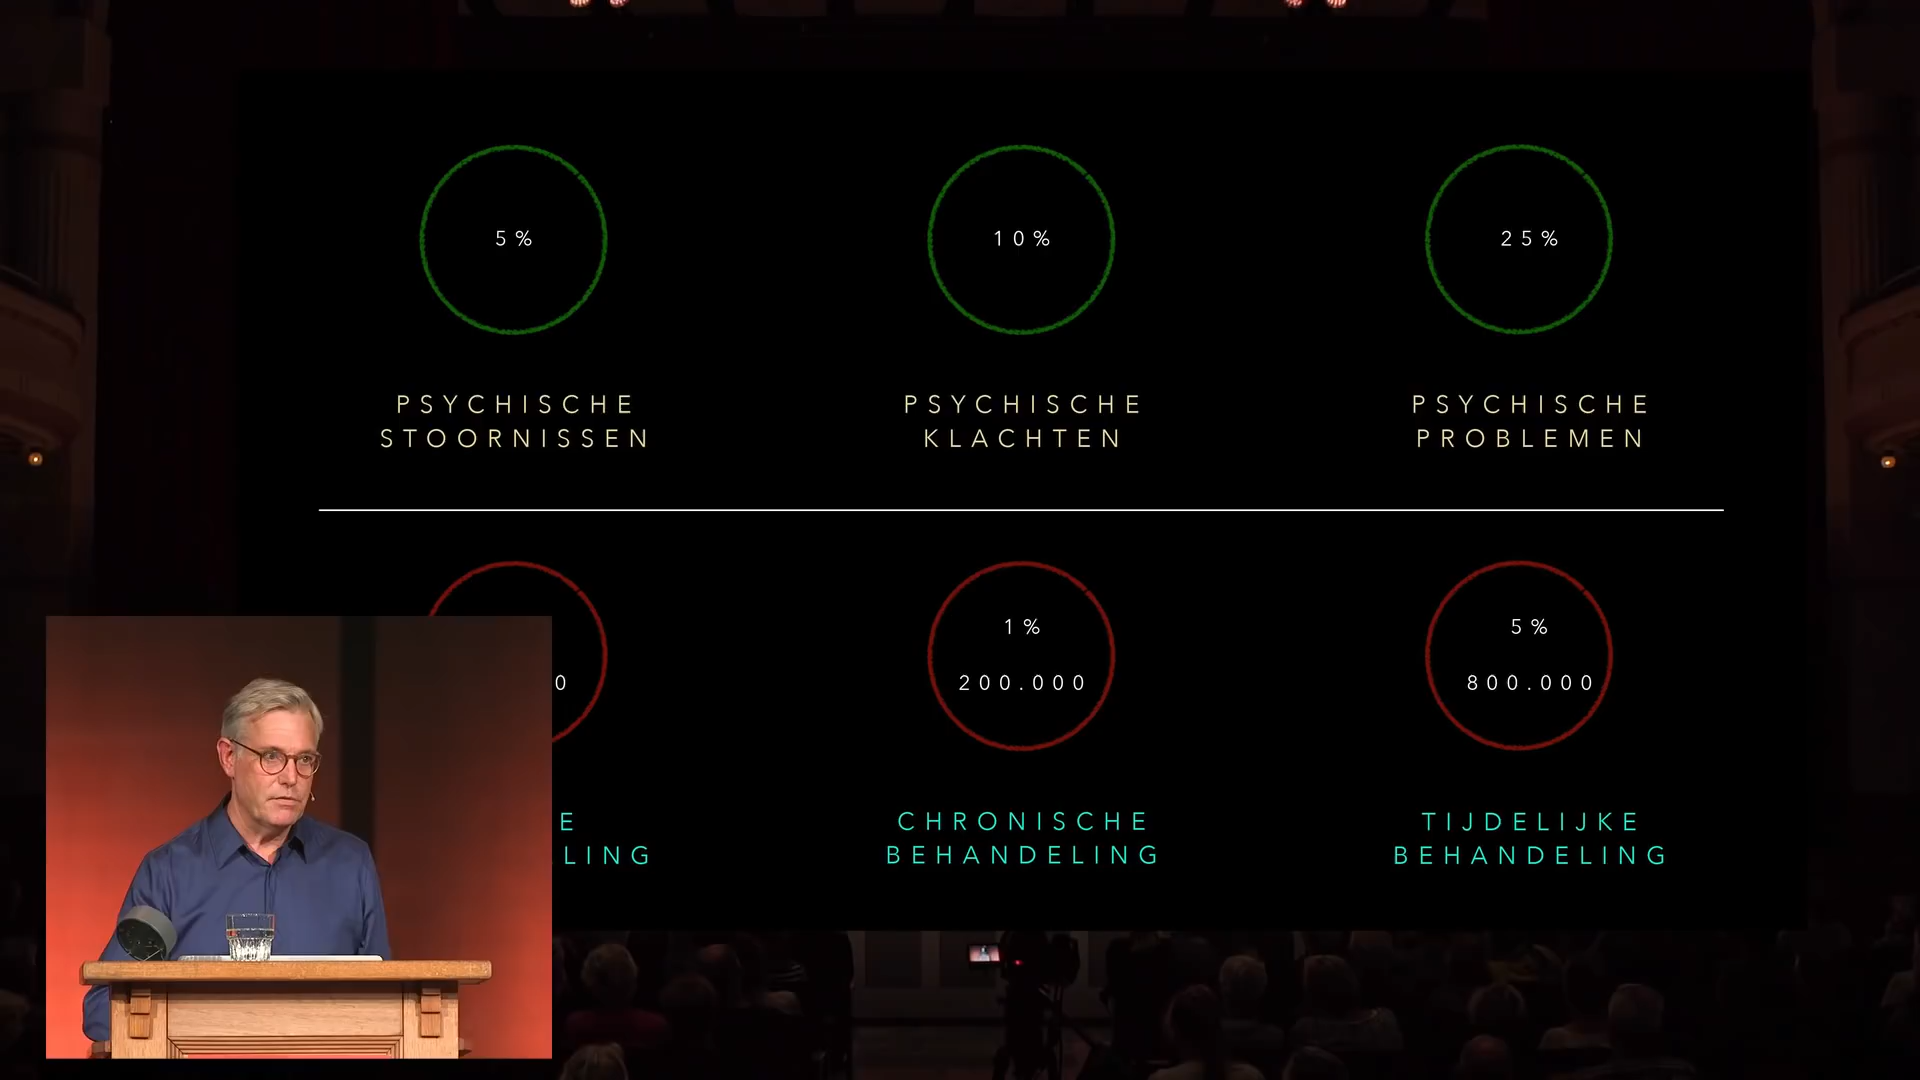 5%
10%
25%
PSYCHISCHE
STOORNISSEN
PSYCHISCHE
KLACHTEN
PSYCHISCHE
PROBLEMEN
1%
200.000
5%
800.000
CHRONISCHE
BEHANDELING
TIJDELIJKE
BEHANDELING